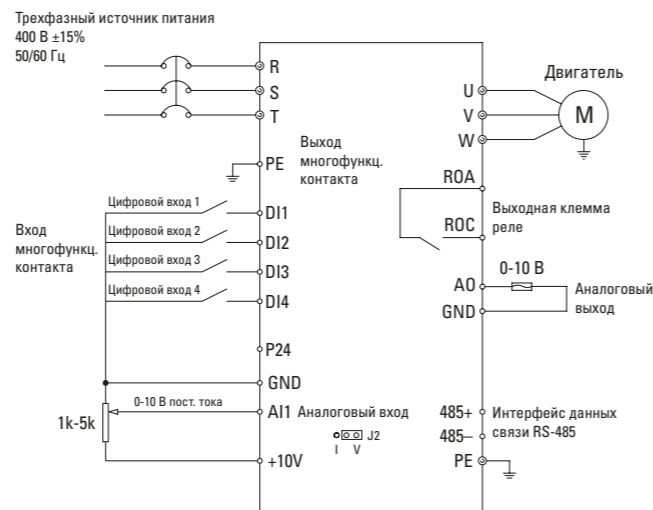 Трехфазный источник питания
400 В ±15%
50/60 Гц
R
S
T
PE
Выход
многофункц.
контакта
U
V
W
Двигатель
M
Вход
многофункц.
контакта
Цифровой вход 1
DI1
Цифровой вход 2
DI2
Цифровой вход 3
DI3
Цифровой вход 4
DI4
ROA
ROC
Выходная клемма
реле
AO
0-10 В
GND
Аналоговый
выход
P24
GND
0-10 В пост. тока
AI1 Аналоговый вход
1k-5k
J2
I V
+10V
485+
485–
Интерфейс данных
связи RS-485
PE